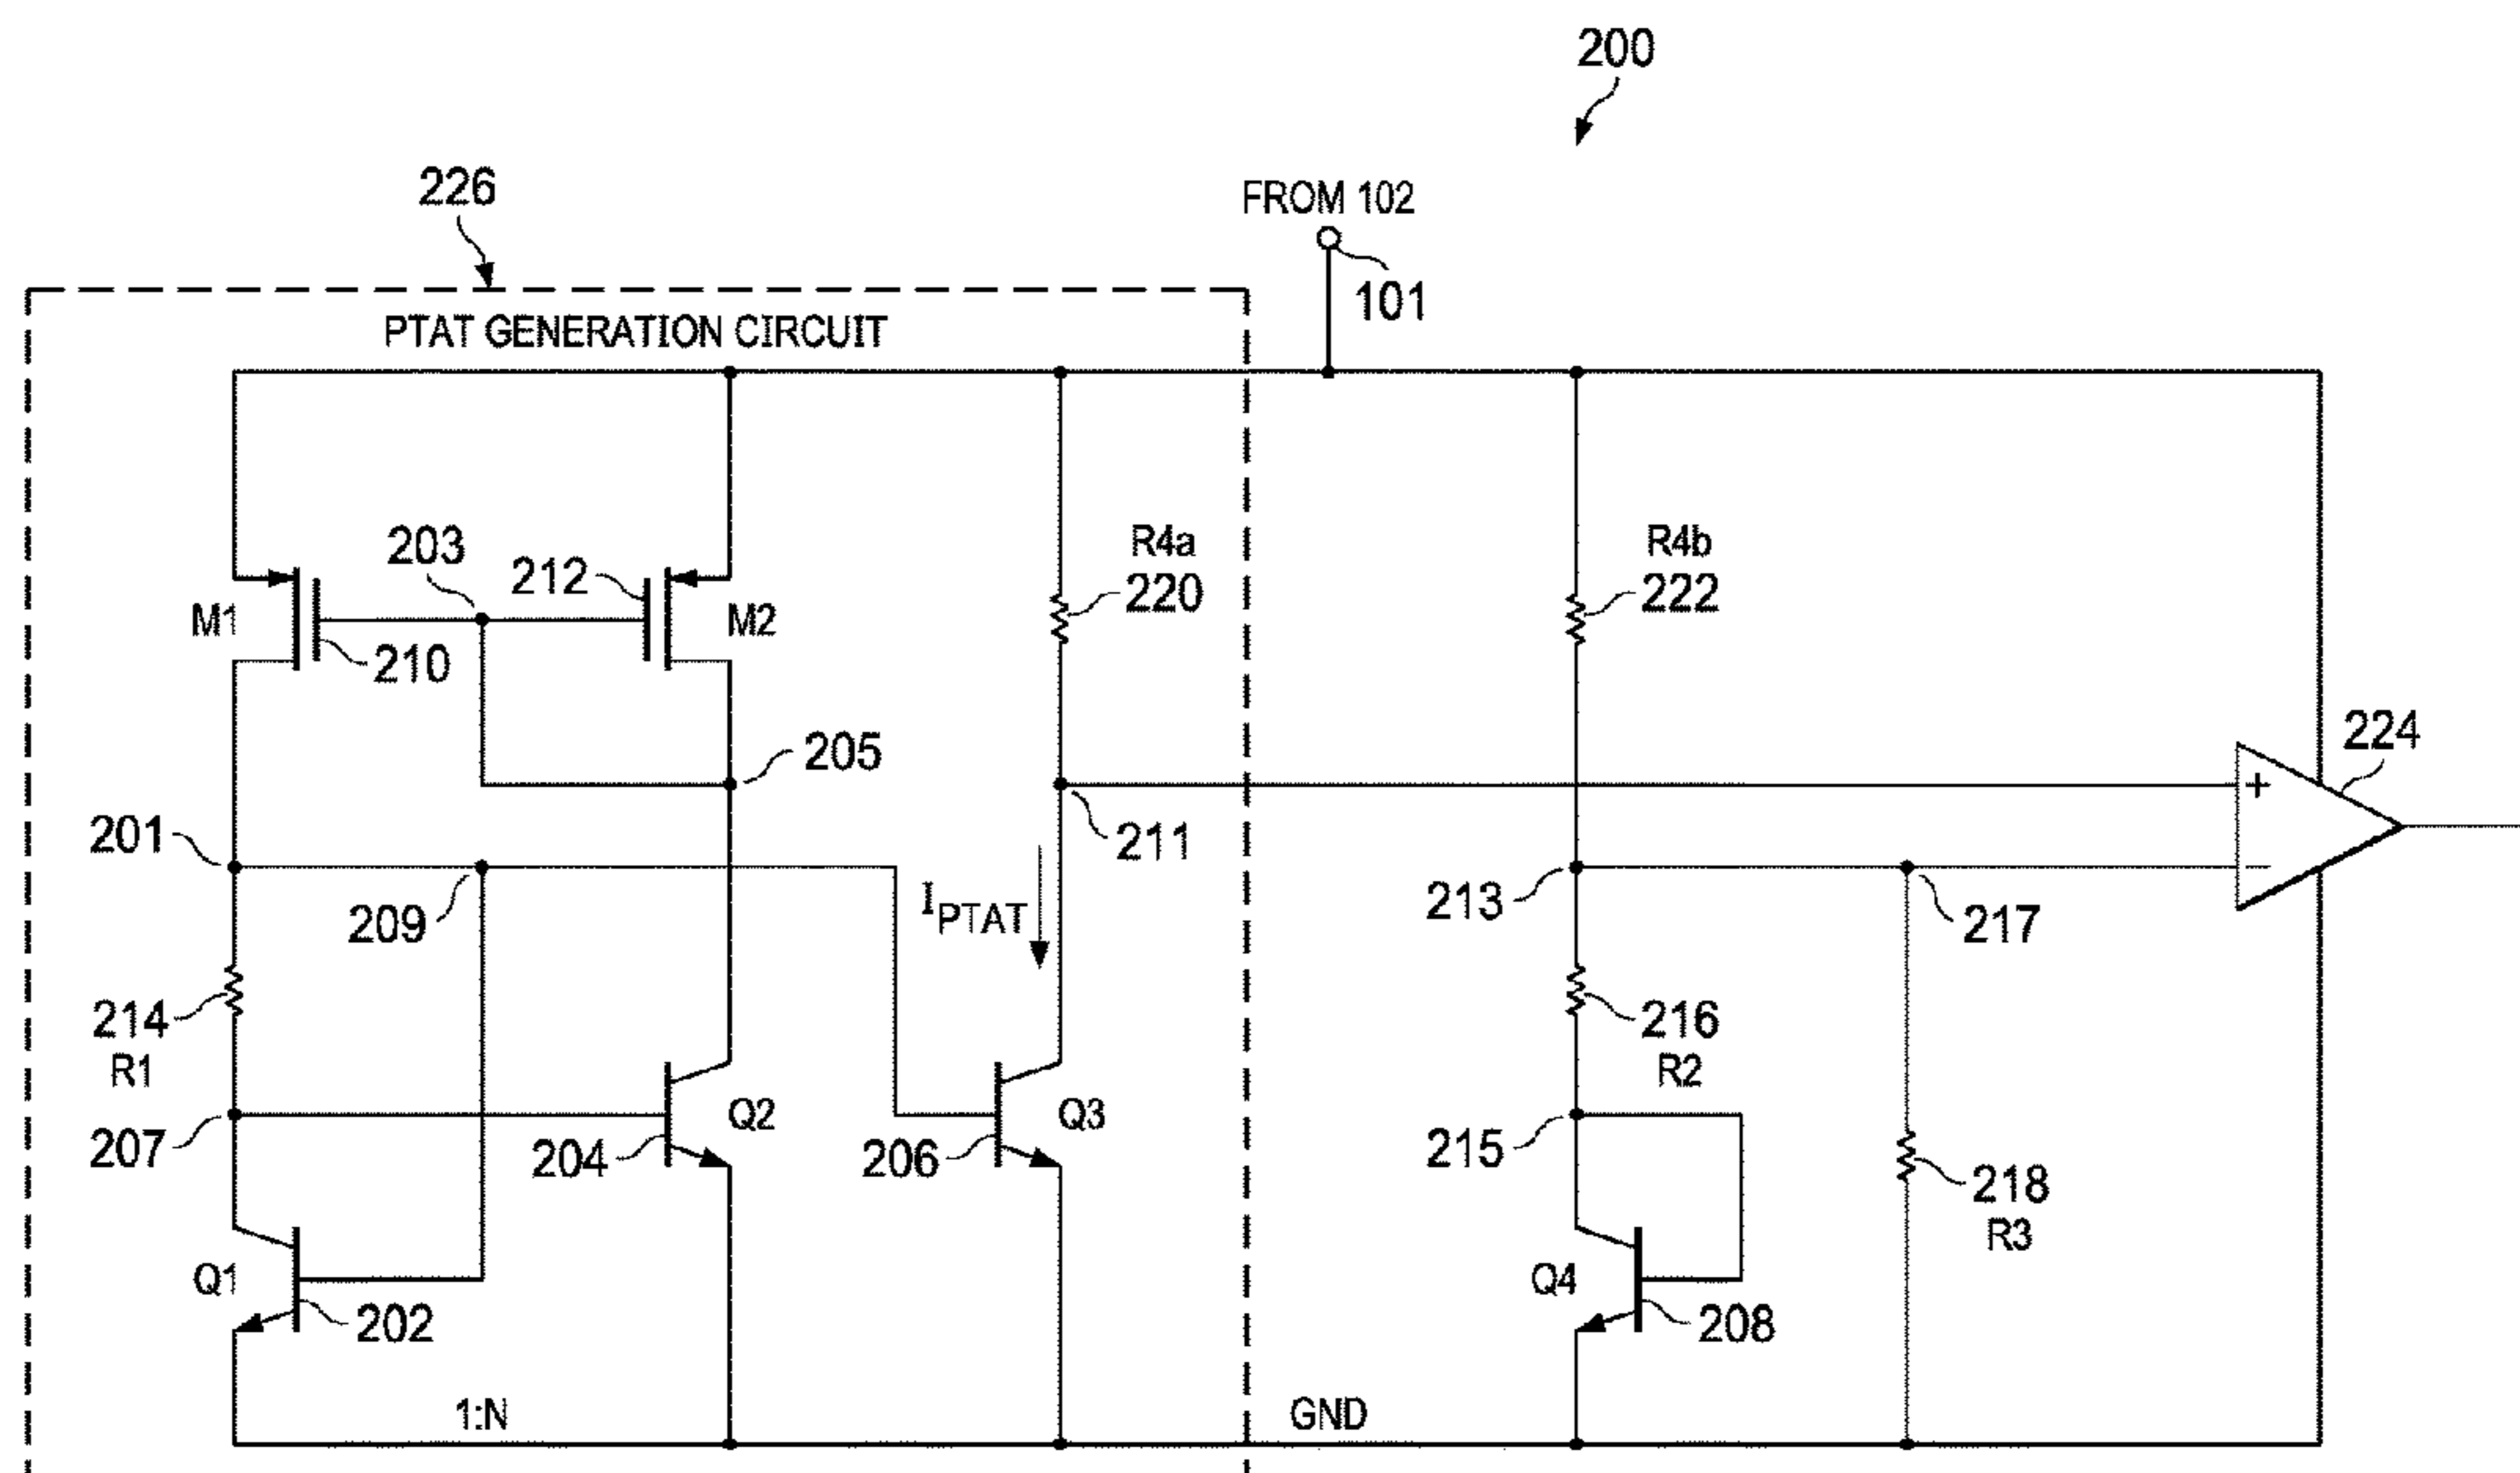 200
226
FROM 102
101
PTAT GENERATION CIRCUIT
203
212
R4a
R4b
220
222
M1
M2
210
205
224
+
201
211
−
209
I PTAT
213
217
214
216
R1
R2
207
204
Q2
206
Q3
215
218
R3
Q1
202
Q4
208
1:N
GND